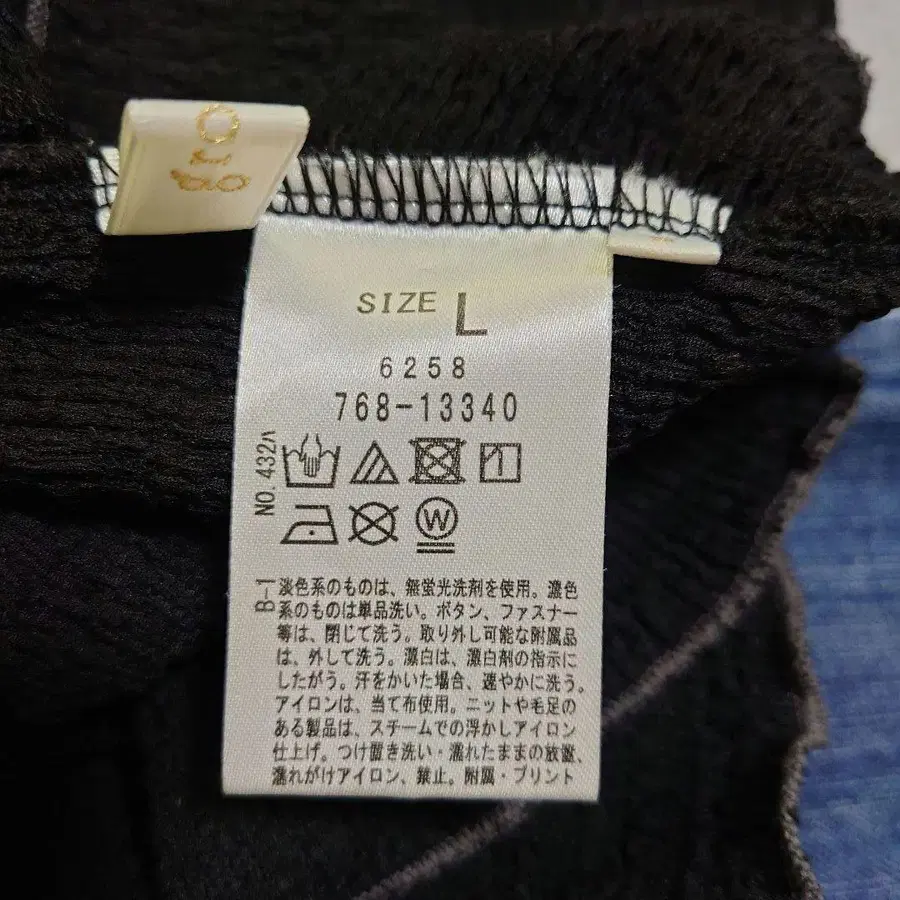 SIZE L
6258
768-13340
NO.432ハ
W
B-1
淡色系のものは、無蛍光洗剤を使用。濃色
系のものは単品洗い。ボタン、ファスナー
等は、閉じて洗う。取り外し可能な附属品
は、外して洗う。漂白は、漂白剤の指示に
したがう。汗をかいた場合、速やかに洗う。
アイロンは、当て布使用。ニットや毛足の
ある製品は、スチームでの浮かしアイロン
仕上げ。つけ置き洗い・濡れたままの放置、
濡れがけアイロン、禁止。附属・プリント